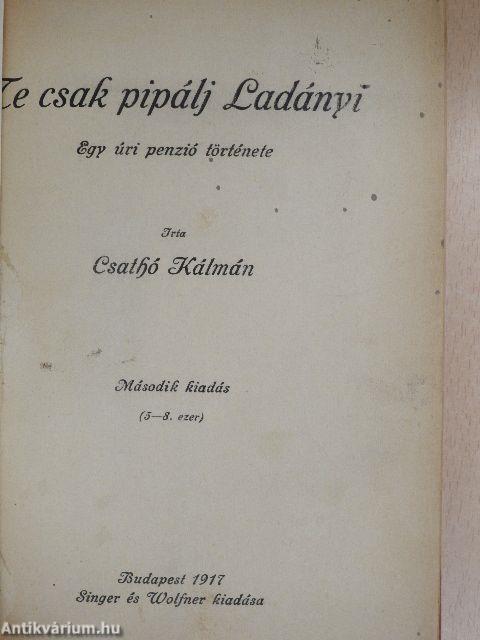 Te csak pipálj Ladányi
Egy úri penzió története
Irta
Csathó Kálmán
Második kiadás
(5—8. ezer)
Budapest 1917
Singer és Wolfner kiadása
Antikvárium.hu